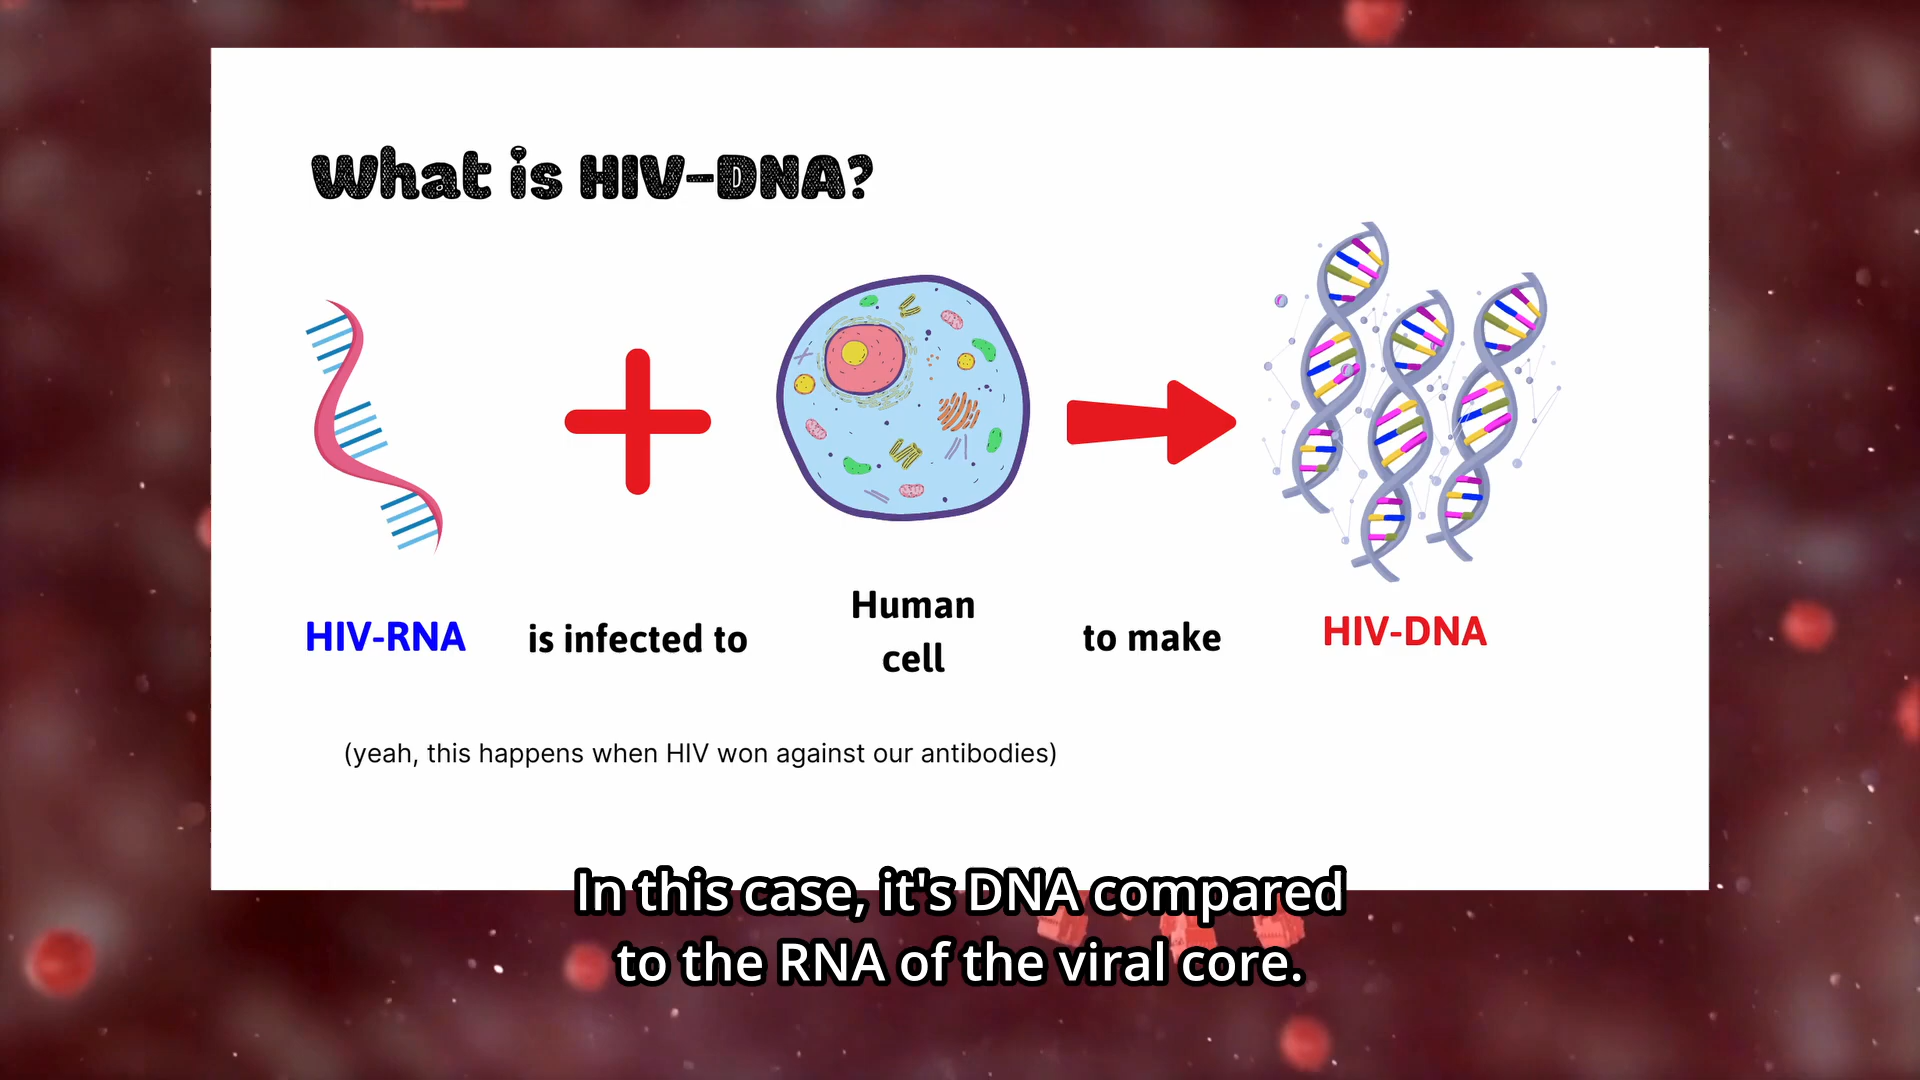 What is HIV-DNA?
HIV-RNA
is infected to
Human
cell
to make
HIV-DNA
(yeah, this happens when HIV won against our antibodies)
In this case, it's DNA compared
to the RNA of the viral core.